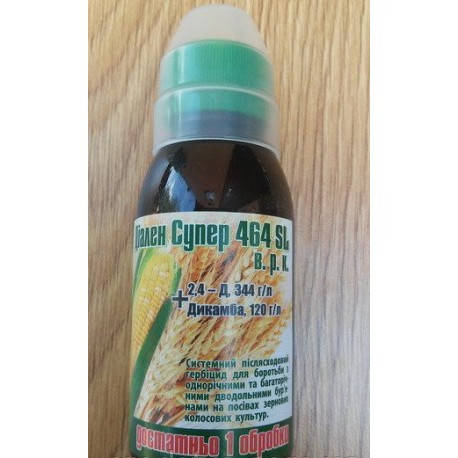 Дален Супер 464 SL
в. р. к.
2,4 – Д, 344 г/л
+ Дикамба, 120 г/л
Системний післясходовий
гербіцид для боротьби з
однорічними та багаторіч-
ними дводольними бур'я-
нами на посівах зернових
колосових культур.
достатньо 1 обробки